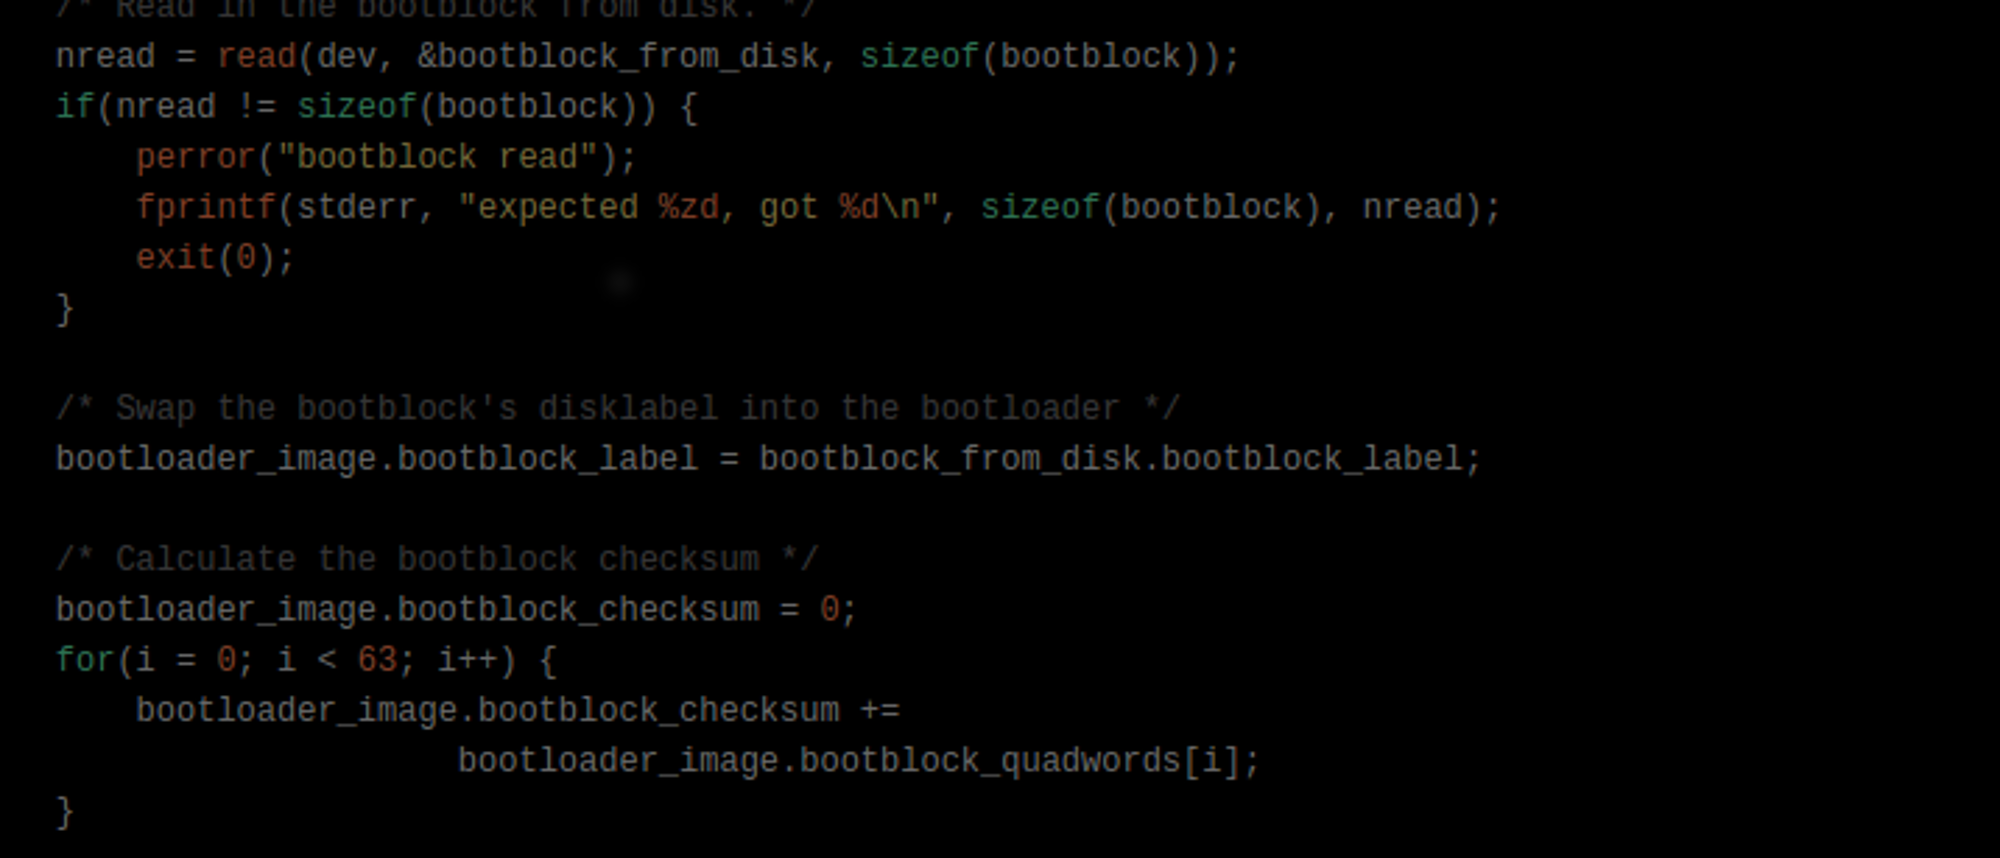 /* Read in the bootblock from disk. */
nread = read(dev, &bootblock_from_disk, sizeof(bootblock));
if(nread != sizeof(bootblock)) {
    perror("bootblock read");
    fprintf(stderr, "expected %zd, got %d\n", sizeof(bootblock), nread);
    exit(0);
}

/* Swap the bootblock's disklabel into the bootloader */
bootloader_image.bootblock_label = bootblock_from_disk.bootblock_label;

/* Calculate the bootblock checksum */
bootloader_image.bootblock_checksum = 0;
for(i = 0; i < 63; i++) {
    bootloader_image.bootblock_checksum +=
                    bootloader_image.bootblock_quadwords[i];
}